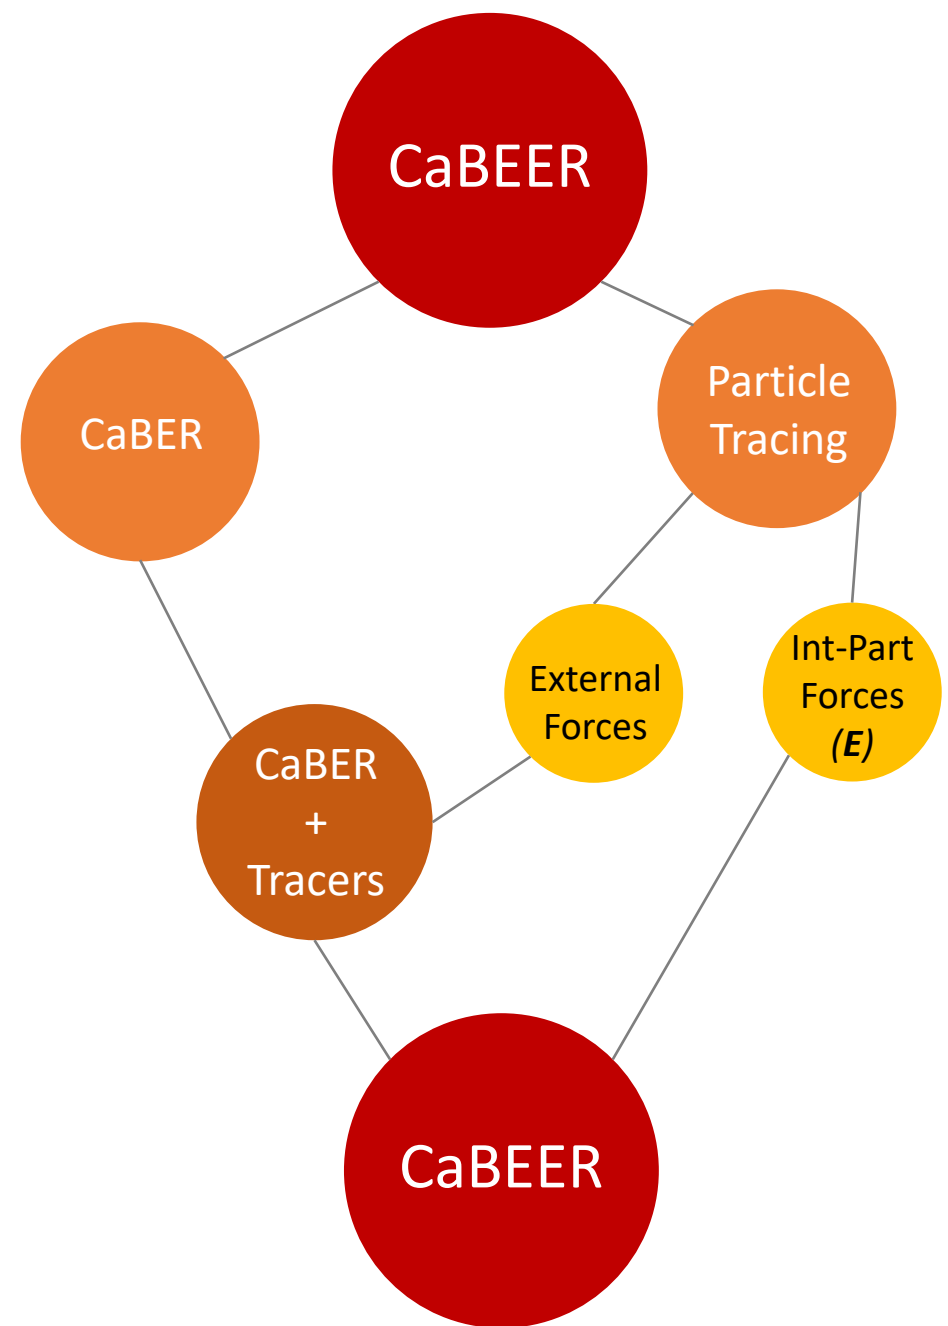 CaBEER
Particle
Tracing
CaBER
Int-Part
Forces
(E)
External
Forces
CaBER
+
Tracers
CaBEER